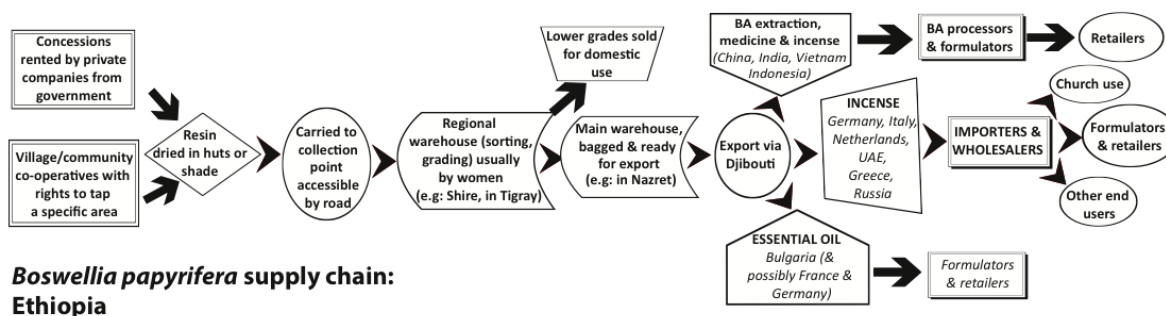 Concessions
rented by private
companies from
government
Village/community
co-operatives with
rights to tap
a specific area
Resin
dried in huts or
shade
Carried to
collection
point
accessible
by road
Regional
warehouse (sorting,
grading) usually
by women
(e.g: Shire, in Tigray)
Lower grades sold
for domestic
use
Main warehouse,
bagged & ready
for export
(e.g: in Nazret)
Export via
Djibouti
BA extraction,
medicine & incense
(China, India, Vietnam
Indonesia)
BA processors
& formulators
Retailers
INCENSE
Germany, Italy,
Netherlands,
UAE,
Greece,
Russia
IMPORTERS &
WHOLESALERS
Church use
Formulators
& retailers
Other end
users
ESSENTIAL OIL
Bulgaria (&
possibly France &
Germany)
Formulators
& retailers
Boswellia papyrifera supply chain:
Ethiopia